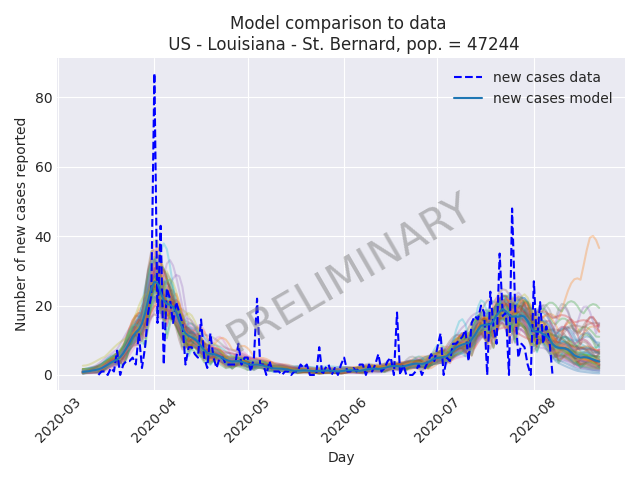 Model comparison to data
US - Louisiana - St. Bernard, pop. = 47244
new cases data
new cases model
PRELIMINARY
Number of new cases reported
80
60
40
20
0
2020-03
2020-04
2020-05
2020-06
2020-07
2020-08
Day